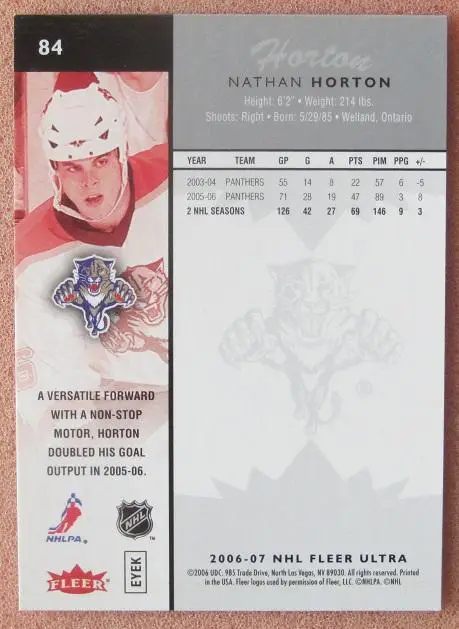 84
Horton
NATHAN HORTON
Height: 6'2" • Weight: 214 lbs.
Shoots: Right • Born: 5/29/85 • Welland, Ontario
YEAR TEAM GP G A PTS PIM PPG +/-
2003-04 PANTHERS 55 14 8 22 57 6 -5
2005-06 PANTHERS 71 28 19 47 89 3 8
2 NHL SEASONS 126 42 27 69 146 9 3
A VERSATILE FORWARD
WITH A NON-STOP
MOTOR, HORTON
DOUBLED HIS GOAL
OUTPUT IN 2005-06.
NHLPA.
NHL
TM
FLEER
EYEK
2006-07 NHL FLEER ULTRA
©2006 UDC. 985 Trade Drive, North Las Vegas, NV 89030. All rights reserved. Printed
in the USA. Fleer logos used by permission of Fleer, LLC. ©NHLPA. ©NHL